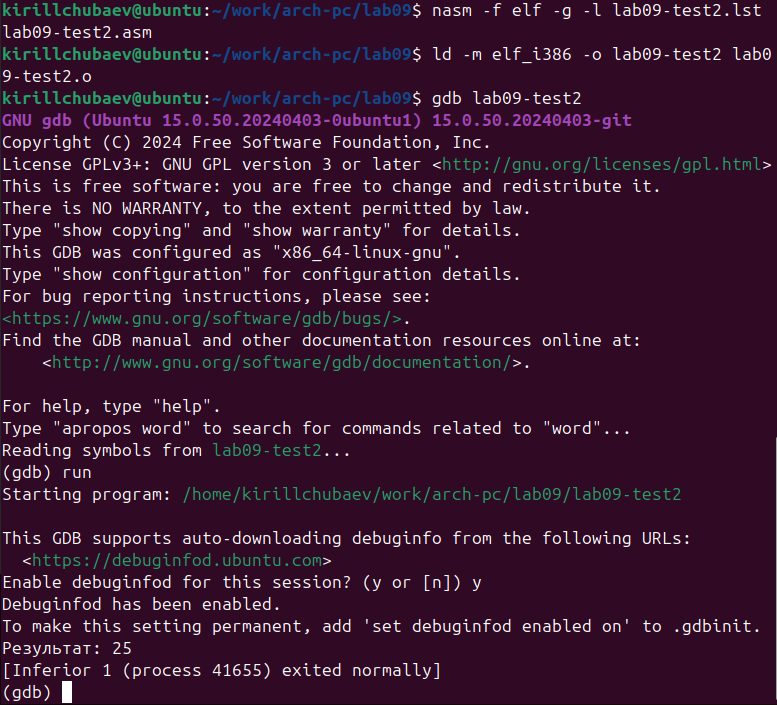 kirillchubaev@ubuntu:~/work/arch-pc/lab09$ nasm -f elf -g -l lab09-test2.lst
lab09-test2.asm
kirillchubaev@ubuntu:~/work/arch-pc/lab09$ ld -m elf_i386 -o lab09-test2 lab0
9-test2.o
kirillchubaev@ubuntu:~/work/arch-pc/lab09$ gdb lab09-test2
GNU gdb (Ubuntu 15.0.50.20240403-0ubuntu1) 15.0.50.20240403-git
Copyright (C) 2024 Free Software Foundation, Inc.
License GPLv3+: GNU GPL version 3 or later <http://gnu.org/licenses/gpl.html>
This is free software: you are free to change and redistribute it.
There is NO WARRANTY, to the extent permitted by law.
Type "show copying" and "show warranty" for details.
This GDB was configured as "x86_64-linux-gnu".
Type "show configuration" for configuration details.
For bug reporting instructions, please see:
<https://www.gnu.org/software/gdb/bugs/>.
Find the GDB manual and other documentation resources online at:
    <http://www.gnu.org/software/gdb/documentation/>.

For help, type "help".
Type "apropos word" to search for commands related to "word"...
Reading symbols from lab09-test2...
(gdb) run
Starting program: /home/kirillchubaev/work/arch-pc/lab09/lab09-test2

This GDB supports auto-downloading debuginfo from the following URLs:
  <https://debuginfod.ubuntu.com>
Enable debuginfod for this session? (y or [n]) y
Debuginfod has been enabled.
To make this setting permanent, add 'set debuginfod enabled on' to .gdbinit.
Результат: 25
[Inferior 1 (process 41655) exited normally]
(gdb)